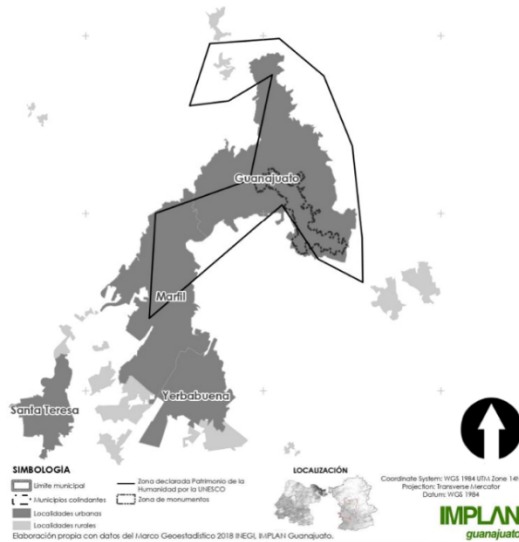 Guanajuato
Marfil
Yerbabuena
Santa Teresa
SIMBOLOGÍA
Límite municipal
Municipios colindantes
Localidades urbanas
Localidades rurales
Zona declarada Patrimonio de la
Humanidad por la UNESCO
Zona de monumentos
LOCALIZACIÓN
Coordinate System: WGS 1984 UTM Zone 14N
Projection: Transverse Mercator
Datum: WGS 1984
IMPLAN
guanajuato
Elaboración propia con datos del Marco Geoestadístico 2018 INEGI, IMPLAN Guanajuato.